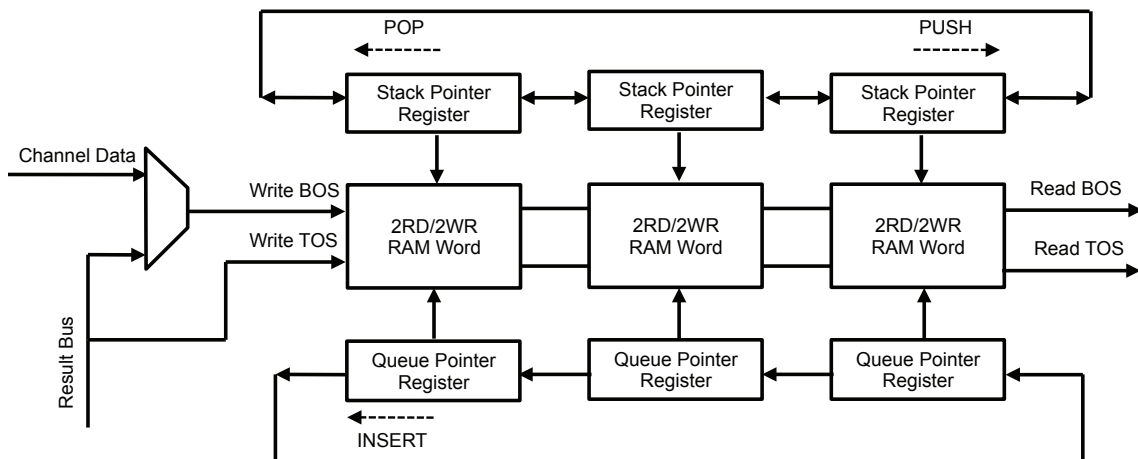 POP
PUSH
Stack Pointer
Register
Stack Pointer
Register
Stack Pointer
Register
Channel Data
Write BOS
Write TOS
2RD/2WR
RAM Word
2RD/2WR
RAM Word
2RD/2WR
RAM Word
Read BOS
Read TOS
Result Bus
Queue Pointer
Register
Queue Pointer
Register
Queue Pointer
Register
INSERT